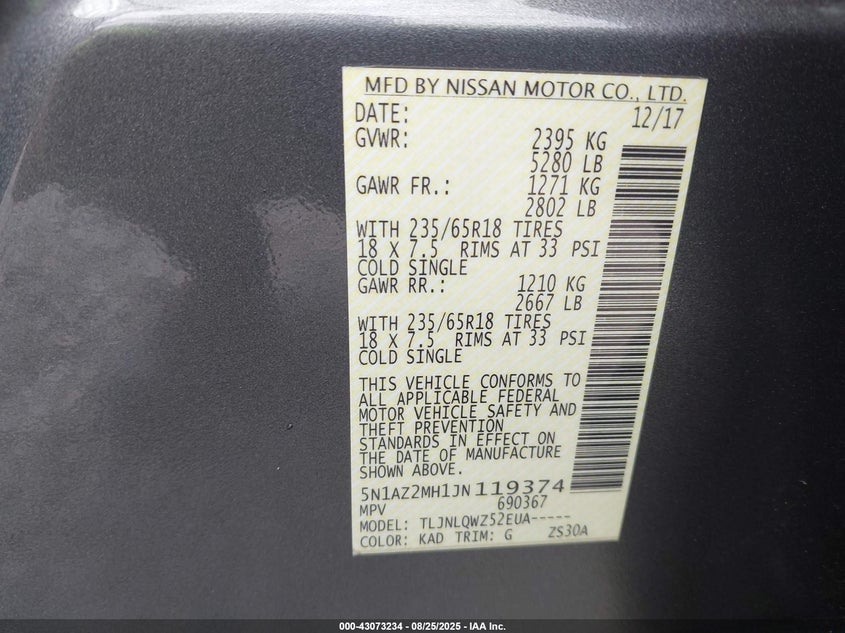 MFD BY NISSAN MOTOR CO., LTD.
DATE: 12/17
GVWR: 2395 KG
5280 LB
GAWR FR.: 1271 KG
2802 LB
WITH 235/65R18 TIRES
18 X 7.5 RIMS AT 33 PSI
COLD SINGLE
GAWR RR.: 1210 KG
2667 LB
WITH 235/65R18 TIRES
18 X 7.5 RIMS AT 33 PSI
COLD SINGLE
THIS VEHICLE CONFORMS TO
ALL APPLICABLE FEDERAL
MOTOR VEHICLE SAFETY AND
THEFT PREVENTION
STANDARDS IN EFFECT ON
THE DATE OF MANUFACTURE
SHOWN ABOVE.
5N1AZ2MH1JN119374
MPV 690367
MODEL: TLJNLQWZ52EUA-----
COLOR: KAD TRIM: G ZS30A
000-43073234 - 08/25/2025 - IAA Inc.